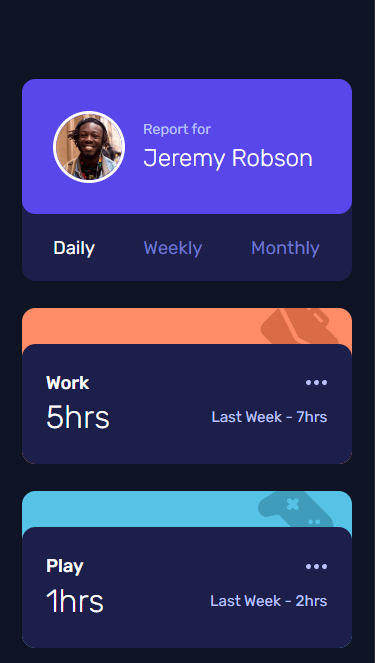 Report for
Jeremy Robson
Daily Weekly Monthly
Work
5hrs
Last Week - 7hrs
Play
1hrs
Last Week - 2hrs